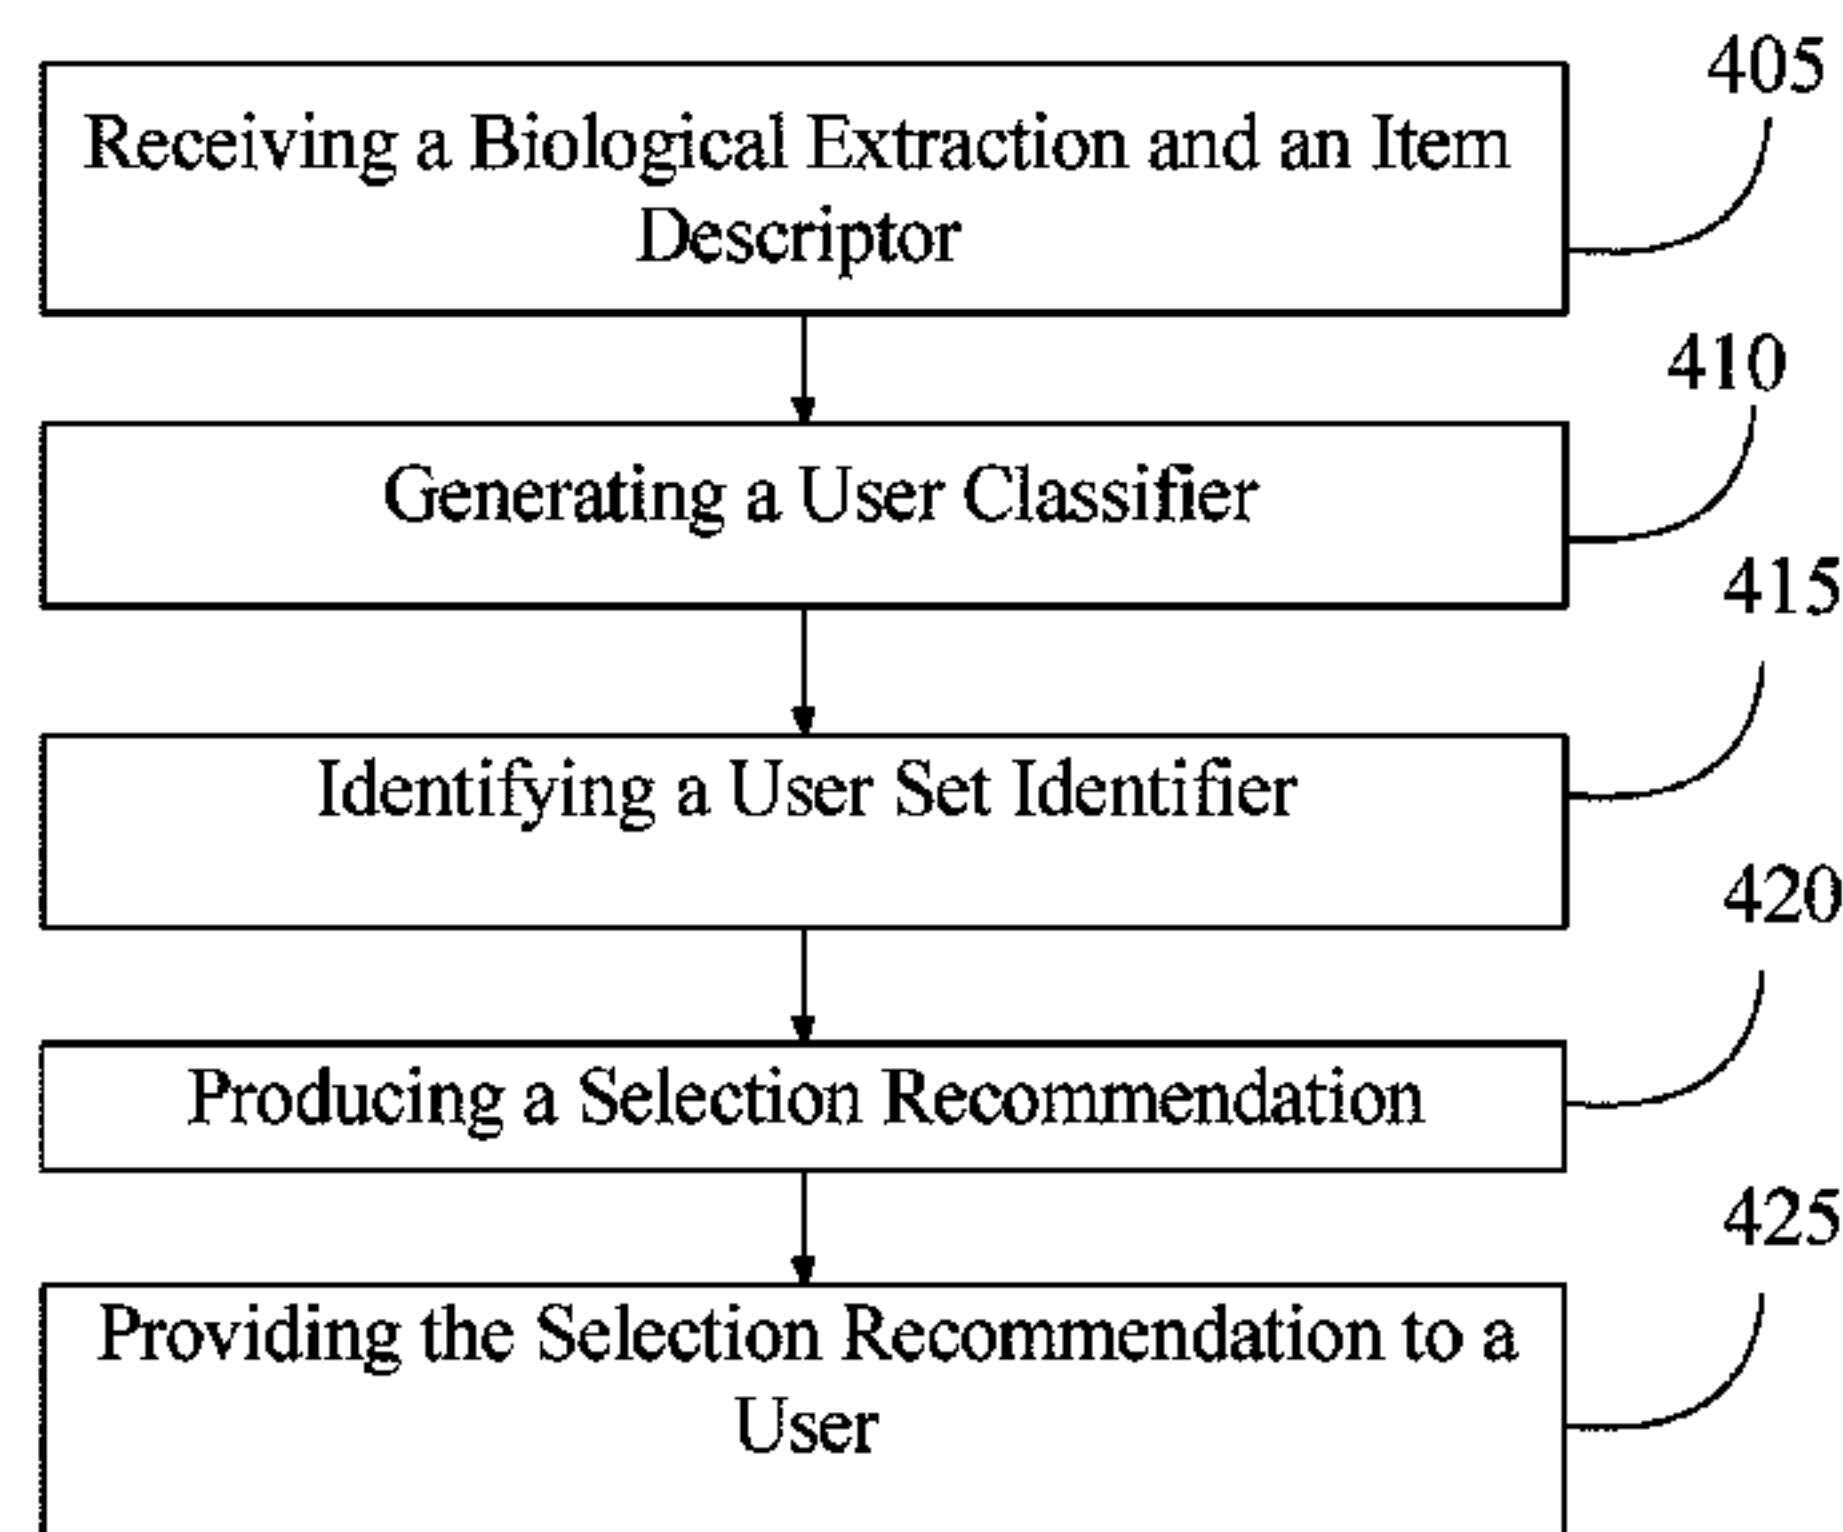 405
Receiving a Biological Extraction and an Item
Descriptor
410
Generating a User Classifier
415
Identifying a User Set Identifier
420
Producing a Selection Recommendation
425
Providing the Selection Recommendation to a
User